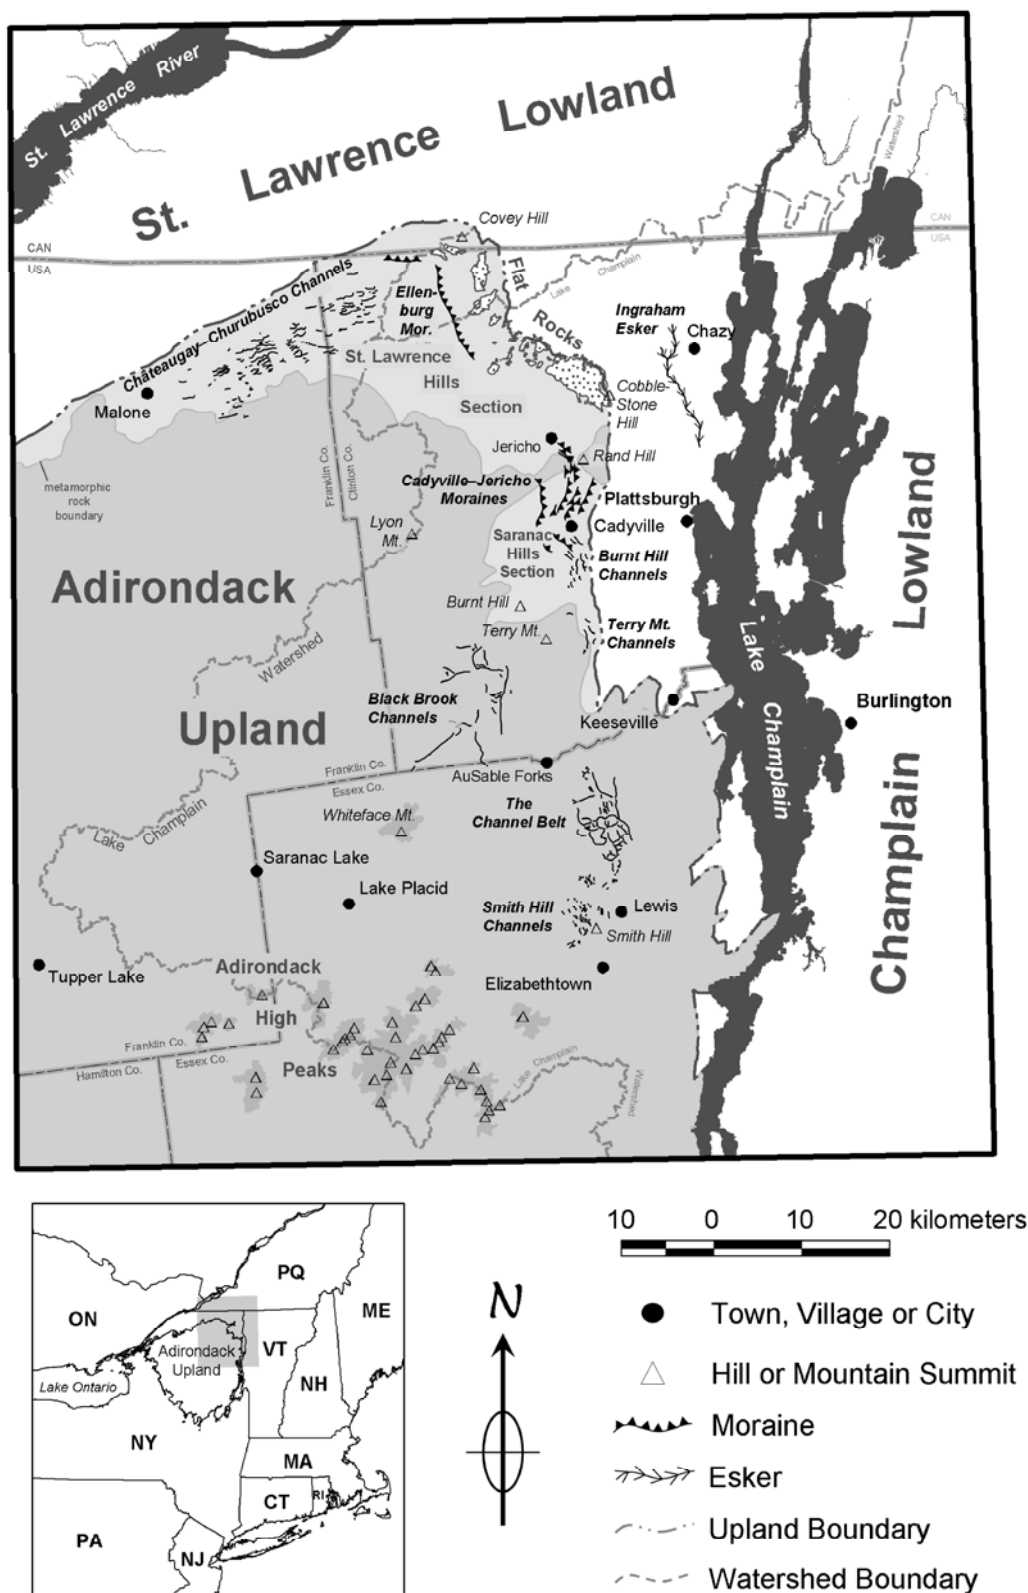 St. Lawrence River
St. Lawrence Lowland
Watershed
Covey Hill
CAN
USA
CAN
USA
Lake Champlain
Flat Rocks
Châteaugay–Churubusco Channels
Ellen-
burg
Mor.
Ingraham
Esker
Chazy
St. Lawrence
Hills
Section
Malone
Cobble-
Stone
Hill
Jericho
Rand Hill
metamorphic
rock
boundary
Franklin Co.
Clinton Co.
Cadyville–Jericho
Moraines
Plattsburgh
Cadyville
Lyon
Mt.
Saranac
Hills
Section
Burnt Hill
Channels
Adirondack
Upland
Burnt Hill
Terry Mt.
Terry Mt.
Channels
Watershed
Lake Champlain
Champlain Lowland
Black Brook
Channels
Keeseville
Burlington
Franklin Co.
Essex Co.
AuSable Forks
Whiteface Mt.
The
Channel Belt
Lake Champlain
Saranac Lake
Lake Placid
Smith Hill
Channels
Lewis
Smith Hill
Tupper Lake
Adirondack
High
Peaks
Elizabethtown
Franklin Co.
Essex Co.
Hamilton Co.
Lake Champlain
Watershed
10 0 10 20 kilometers
N
Town, Village or City
Hill or Mountain Summit
Moraine
Esker
Upland Boundary
Watershed Boundary
PQ
ON
ME
Adirondack
Upland
VT
Lake Ontario
NH
NY
MA
CT
RI
PA
NJ